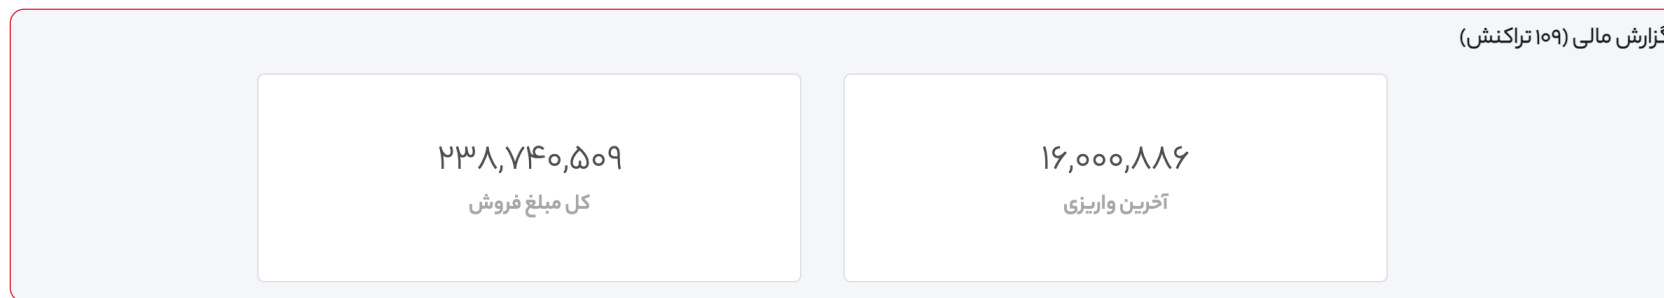 گزارش مالی (۱۰۹ تراکنش)
۱۶,۰۰۰,۸۸۶
آخرین واریزی
۲۳۸,۷۴۰,۵۰۹
کل مبلغ فروش